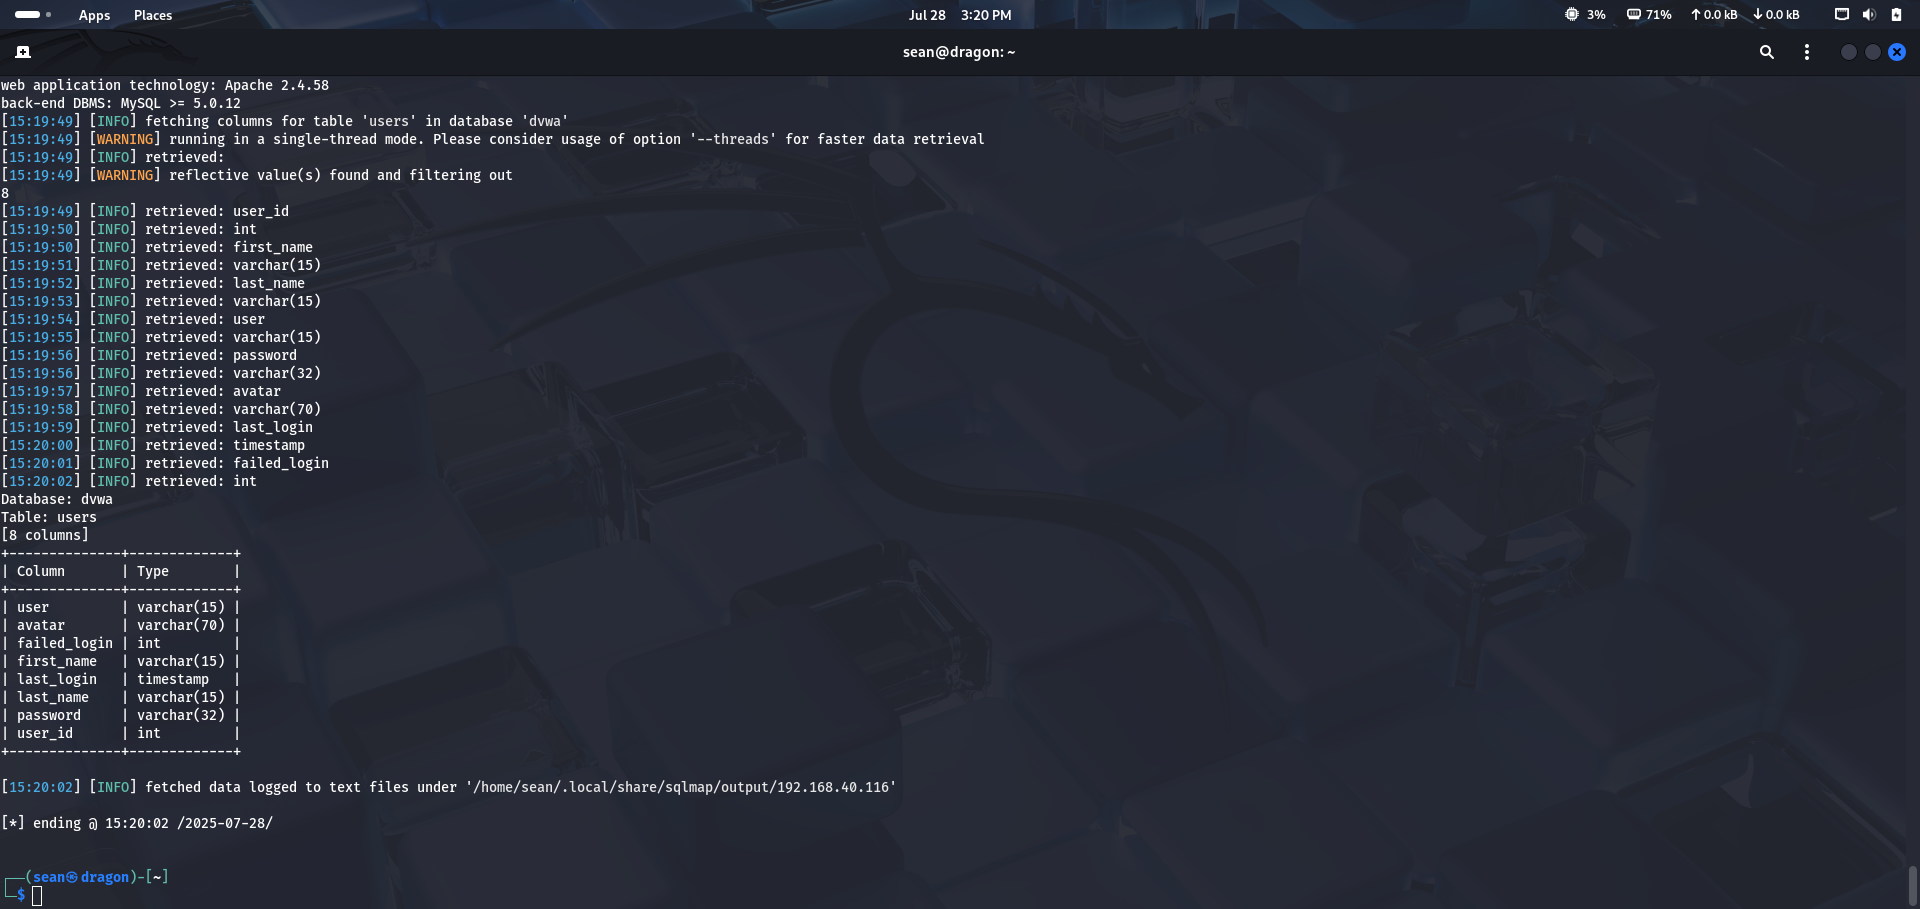 Apps Places Jul 28 3:20 PM 3% 71% ↑ 0.0 kB ↓ 0.0 kB
sean@dragon: ~
web application technology: Apache 2.4.58
back-end DBMS: MySQL >= 5.0.12
[15:19:49] [INFO] fetching columns for table 'users' in database 'dvwa'
[15:19:49] [WARNING] running in a single-thread mode. Please consider usage of option '--threads' for faster data retrieval
[15:19:49] [INFO] retrieved:
[15:19:49] [WARNING] reflective value(s) found and filtering out
8
[15:19:49] [INFO] retrieved: user_id
[15:19:50] [INFO] retrieved: int
[15:19:50] [INFO] retrieved: first_name
[15:19:51] [INFO] retrieved: varchar(15)
[15:19:52] [INFO] retrieved: last_name
[15:19:53] [INFO] retrieved: varchar(15)
[15:19:54] [INFO] retrieved: user
[15:19:55] [INFO] retrieved: varchar(15)
[15:19:56] [INFO] retrieved: password
[15:19:56] [INFO] retrieved: varchar(32)
[15:19:57] [INFO] retrieved: avatar
[15:19:58] [INFO] retrieved: varchar(70)
[15:19:59] [INFO] retrieved: last_login
[15:20:00] [INFO] retrieved: timestamp
[15:20:01] [INFO] retrieved: failed_login
[15:20:02] [INFO] retrieved: int
Database: dvwa
Table: users
[8 columns]
+--------------+-------------+
| Column       | Type        |
+--------------+-------------+
| user         | varchar(15) |
| avatar       | varchar(70) |
| failed_login | int         |
| first_name   | varchar(15) |
| last_login   | timestamp   |
| last_name    | varchar(15) |
| password     | varchar(32) |
| user_id      | int         |
+--------------+-------------+
[15:20:02] [INFO] fetched data logged to text files under '/home/sean/.local/share/sqlmap/output/192.168.40.116'
[*] ending @ 15:20:02 /2025-07-28/
┌──(sean㉿dragon)-[~]
└─$